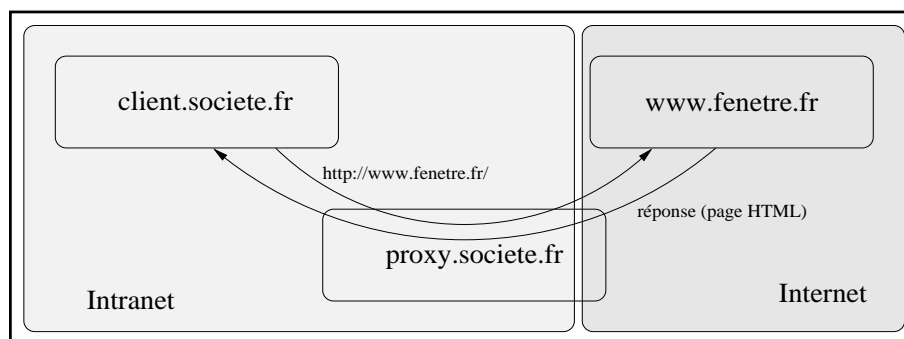 client.societe.fr
www.fenetre.fr
http://www.fenetre.fr/
réponse (page HTML)
proxy.societe.fr
Intranet
Internet